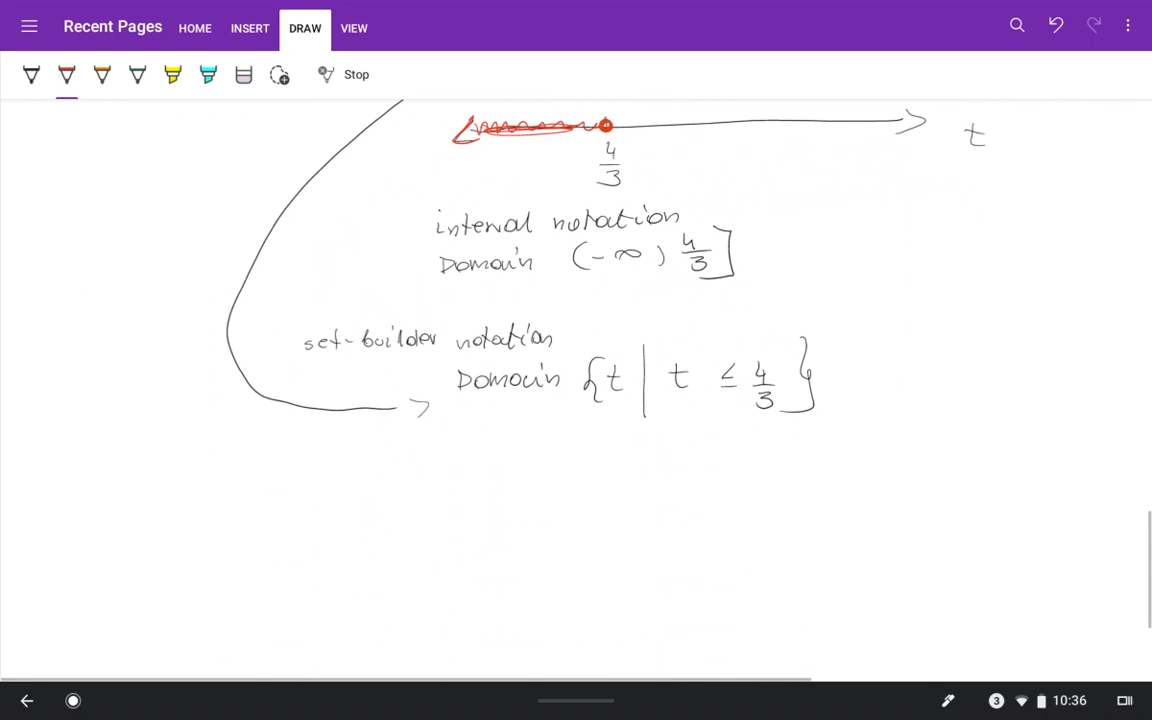 Recent Pages HOME INSERT DRAW VIEW
Stop
t
4/3
interval notation
Domain (-∞, 4/3]
set-builder notation
Domain {t | t ≤ 4/3}
3 10:36